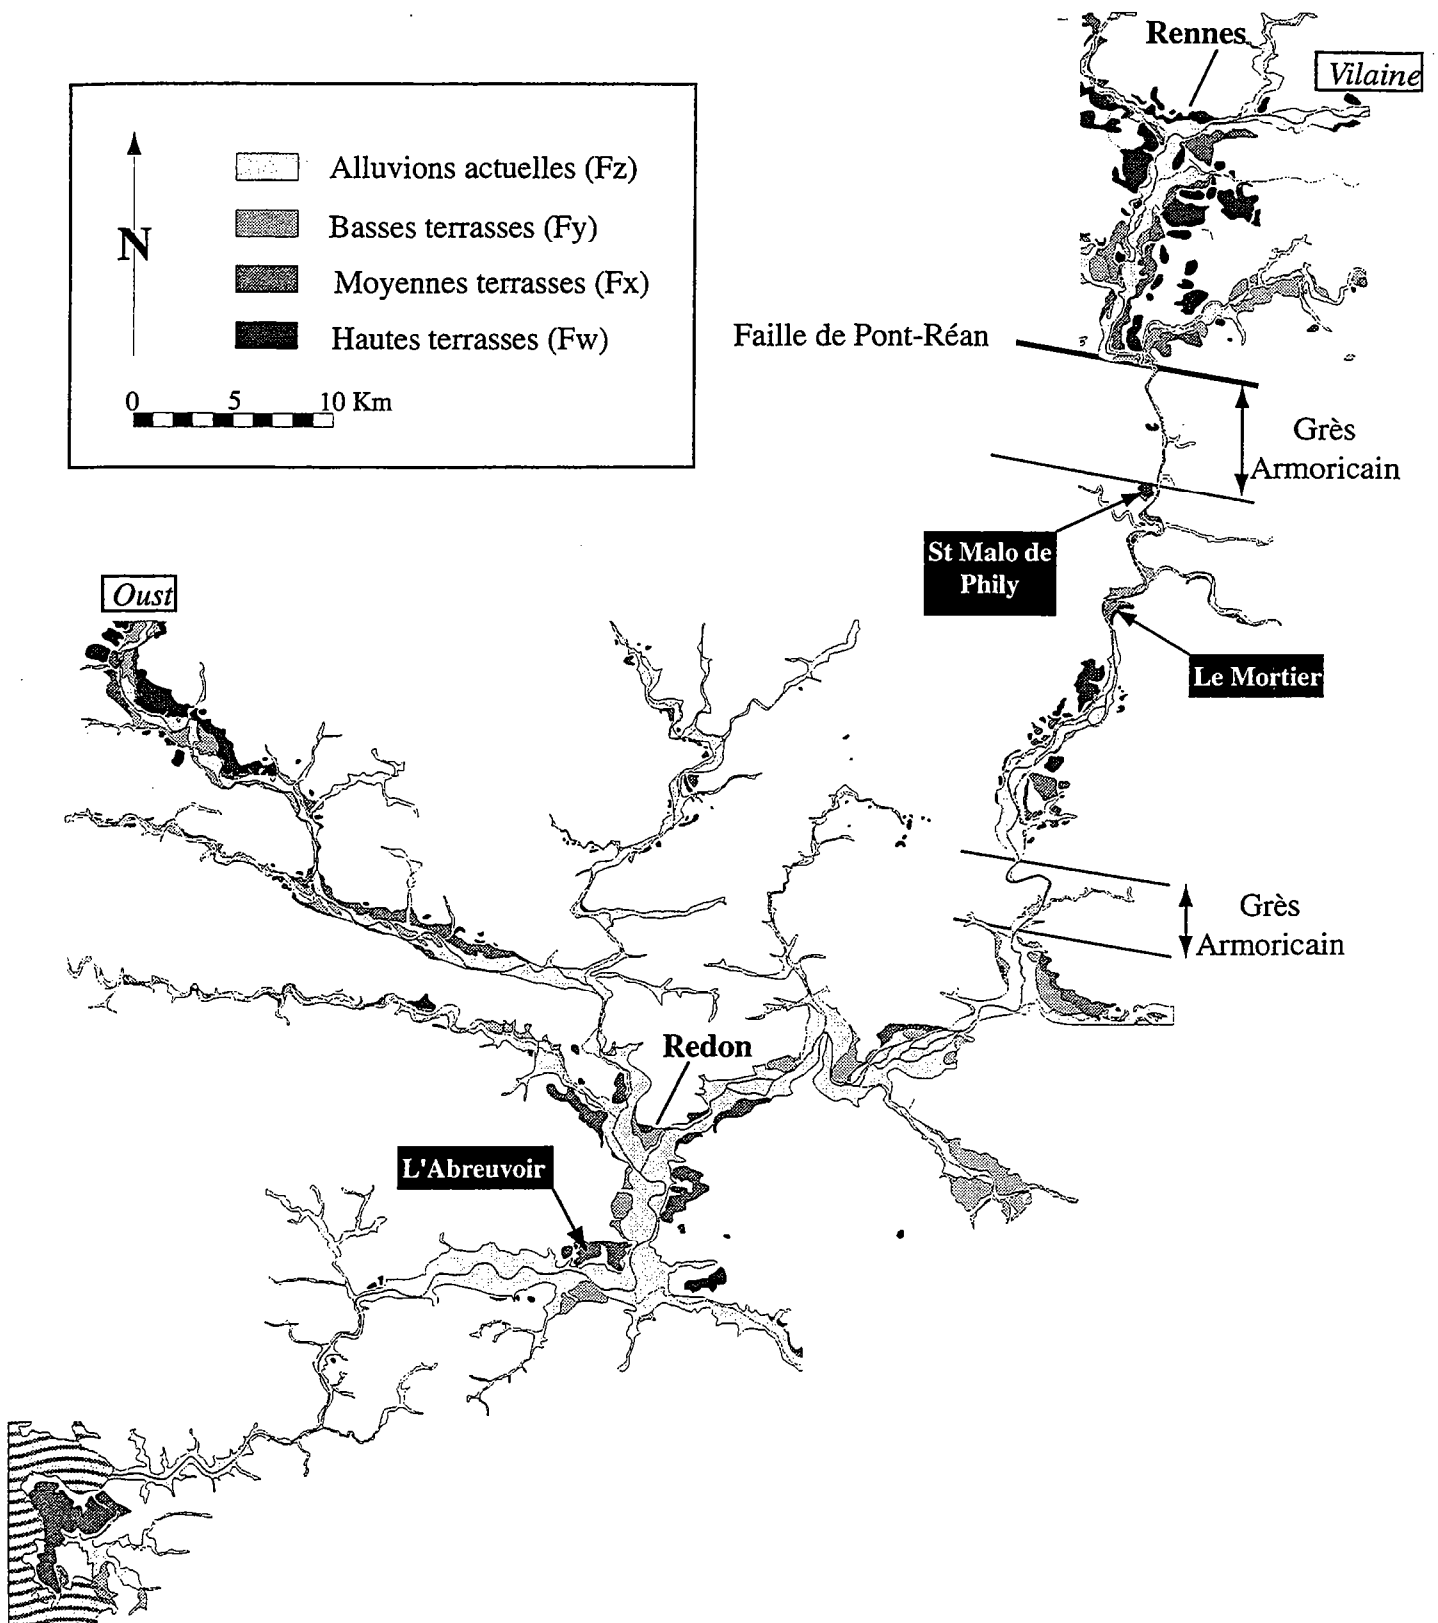 Rennes
Vilaine
Alluvions actuelles (Fz)
Basses terrasses (Fy)
N
Moyennes terrasses (Fx)
Hautes terrasses (Fw)
0 5 10 Km
Faille de Pont-Réan
Grès
Armoricain
St Malo de
Phily
Oust
Le Mortier
Grès
Armoricain
Redon
L'Abreuvoir